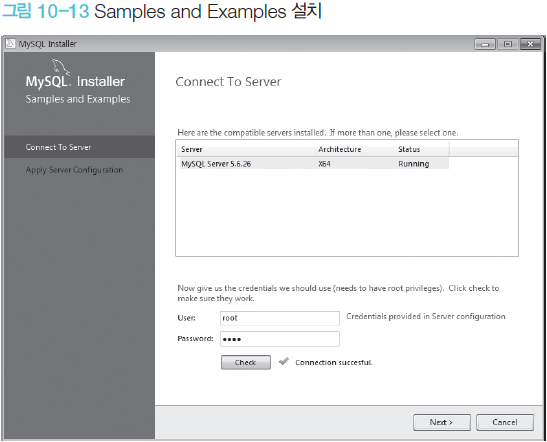 그림 10-13 Samples and Examples 설치
MySQL Installer
MySQL. Installer
Samples and Examples
Connect To Server
Apply Server Configuration
Connect To Server
Here are the compatible servers installed. If more than one, please select one.
Server Architecture Status
MySQL Server 5.6.26 X64 Running
Now give us the credentials we should use (needs to have root privileges). Click check to
make sure they work.
User: root Credentials provided in Server configuration
Password: ●●●●
Check Connection succesful.
Next > Cancel